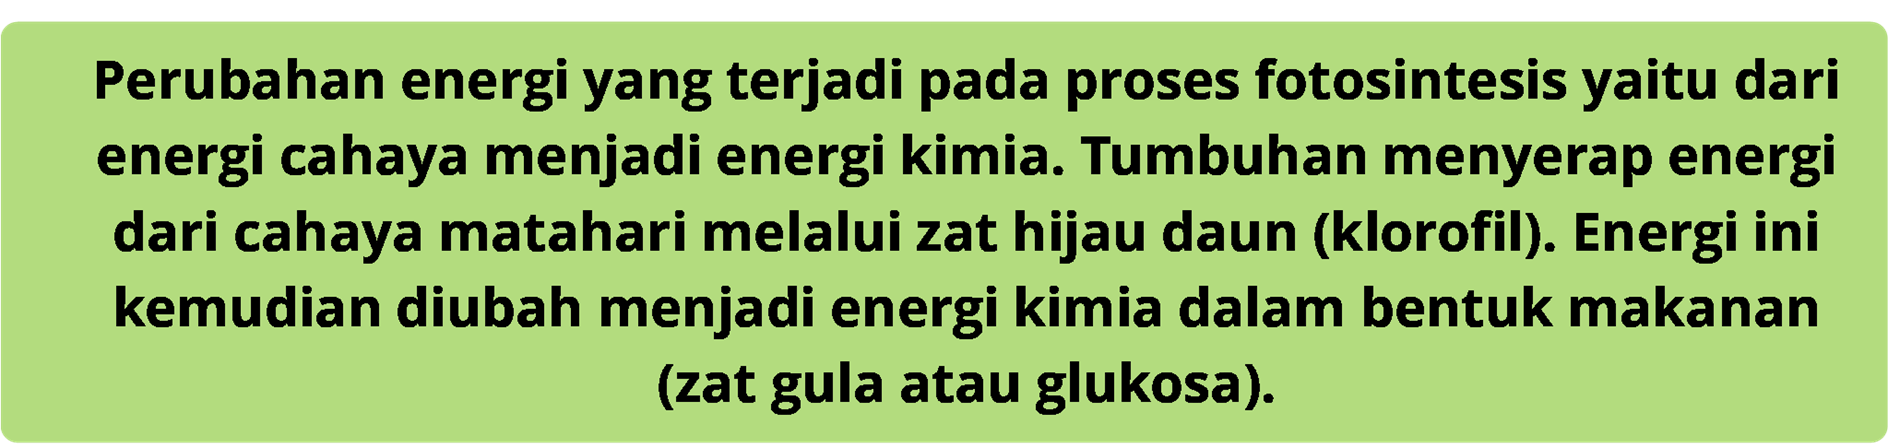 Perubahan energi yang terjadi pada proses fotosintesis yaitu dari
energi cahaya menjadi energi kimia. Tumbuhan menyerap energi
dari cahaya matahari melalui zat hijau daun (klorofil). Energi ini
kemudian diubah menjadi energi kimia dalam bentuk makanan
(zat gula atau glukosa).